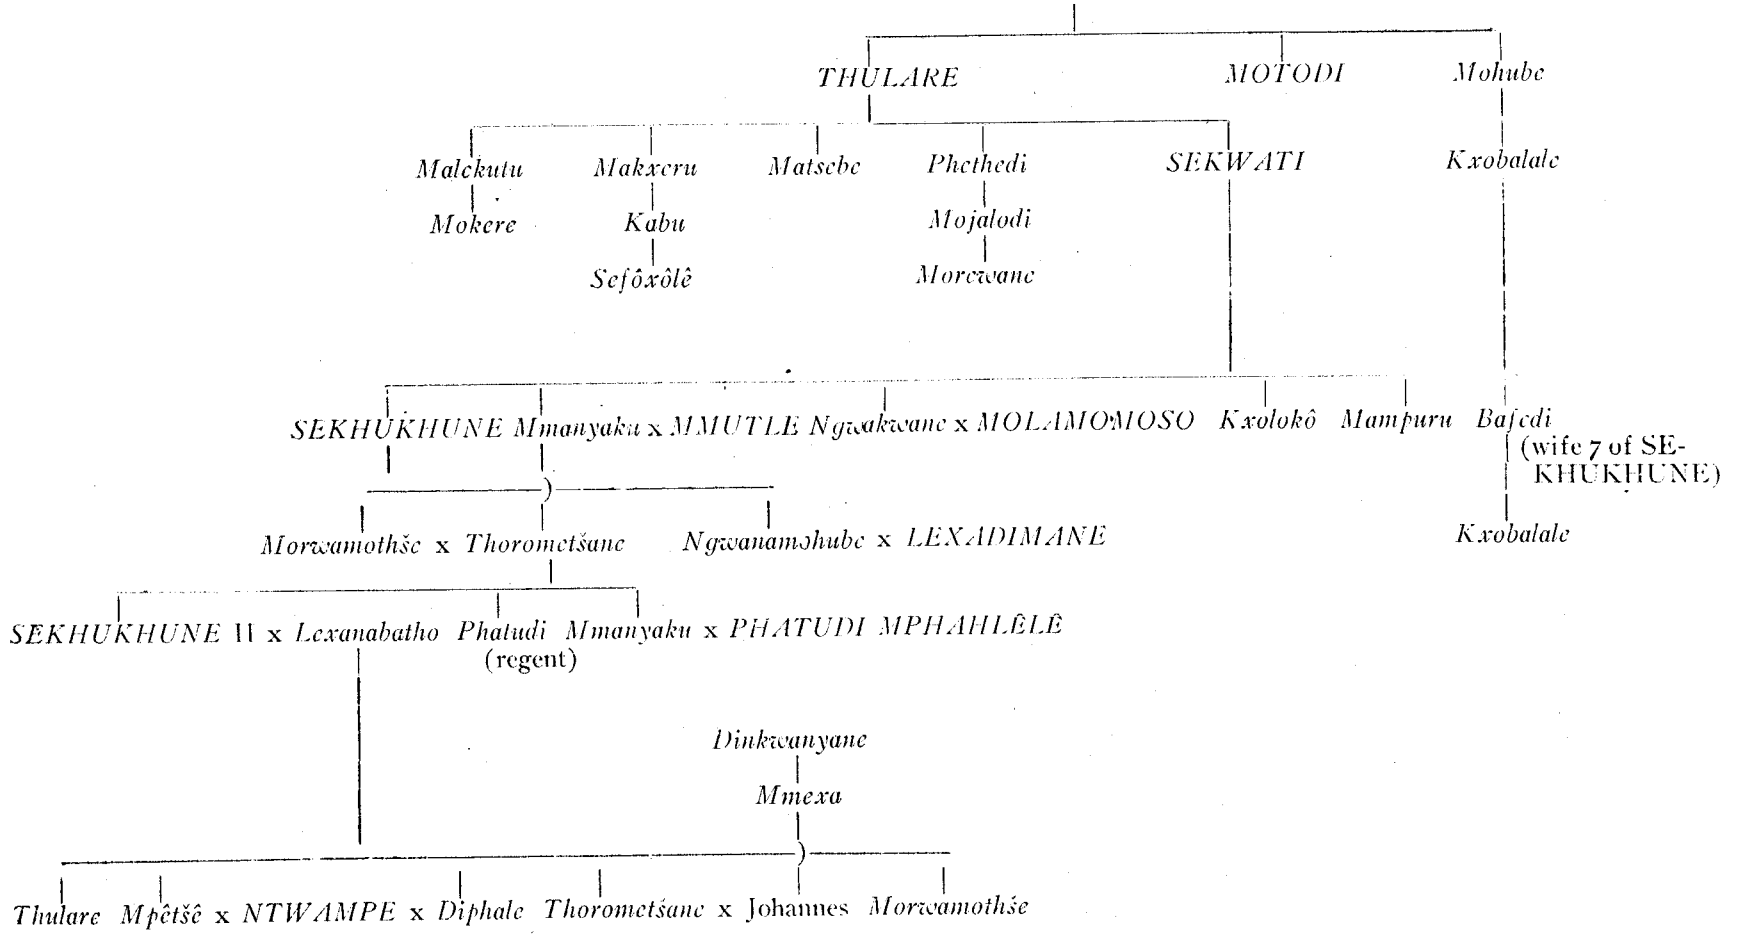 THULARE MOTODI Mohube
Malekutu Makxeru Matsebe Phethedi SEKWATI Kxobalale
Mokere Kabu Mojalodi
Sefôxôlê Morewane
SEKHUKHUNE Mmanyaku x MMUTLE Ngwakwane x MOLAMOMOSO Kxolokô Mampuru Bafedi
(wife 7 of SE-
KHUKHUNE)
Morwamothše x Thorometšane Ngwanamohube x LEXADIMANE Kxobalale
SEKHUKHUNE II x Lexanabatho Phatudi Mmanyaku x PHATUDI MPHAHLÊLÊ
(regent)
Dinkwanyane
Mmexa
Thulare Mpêtšê x NTWAMPE x Diphale Thorometšane x Johannes Morwamothše